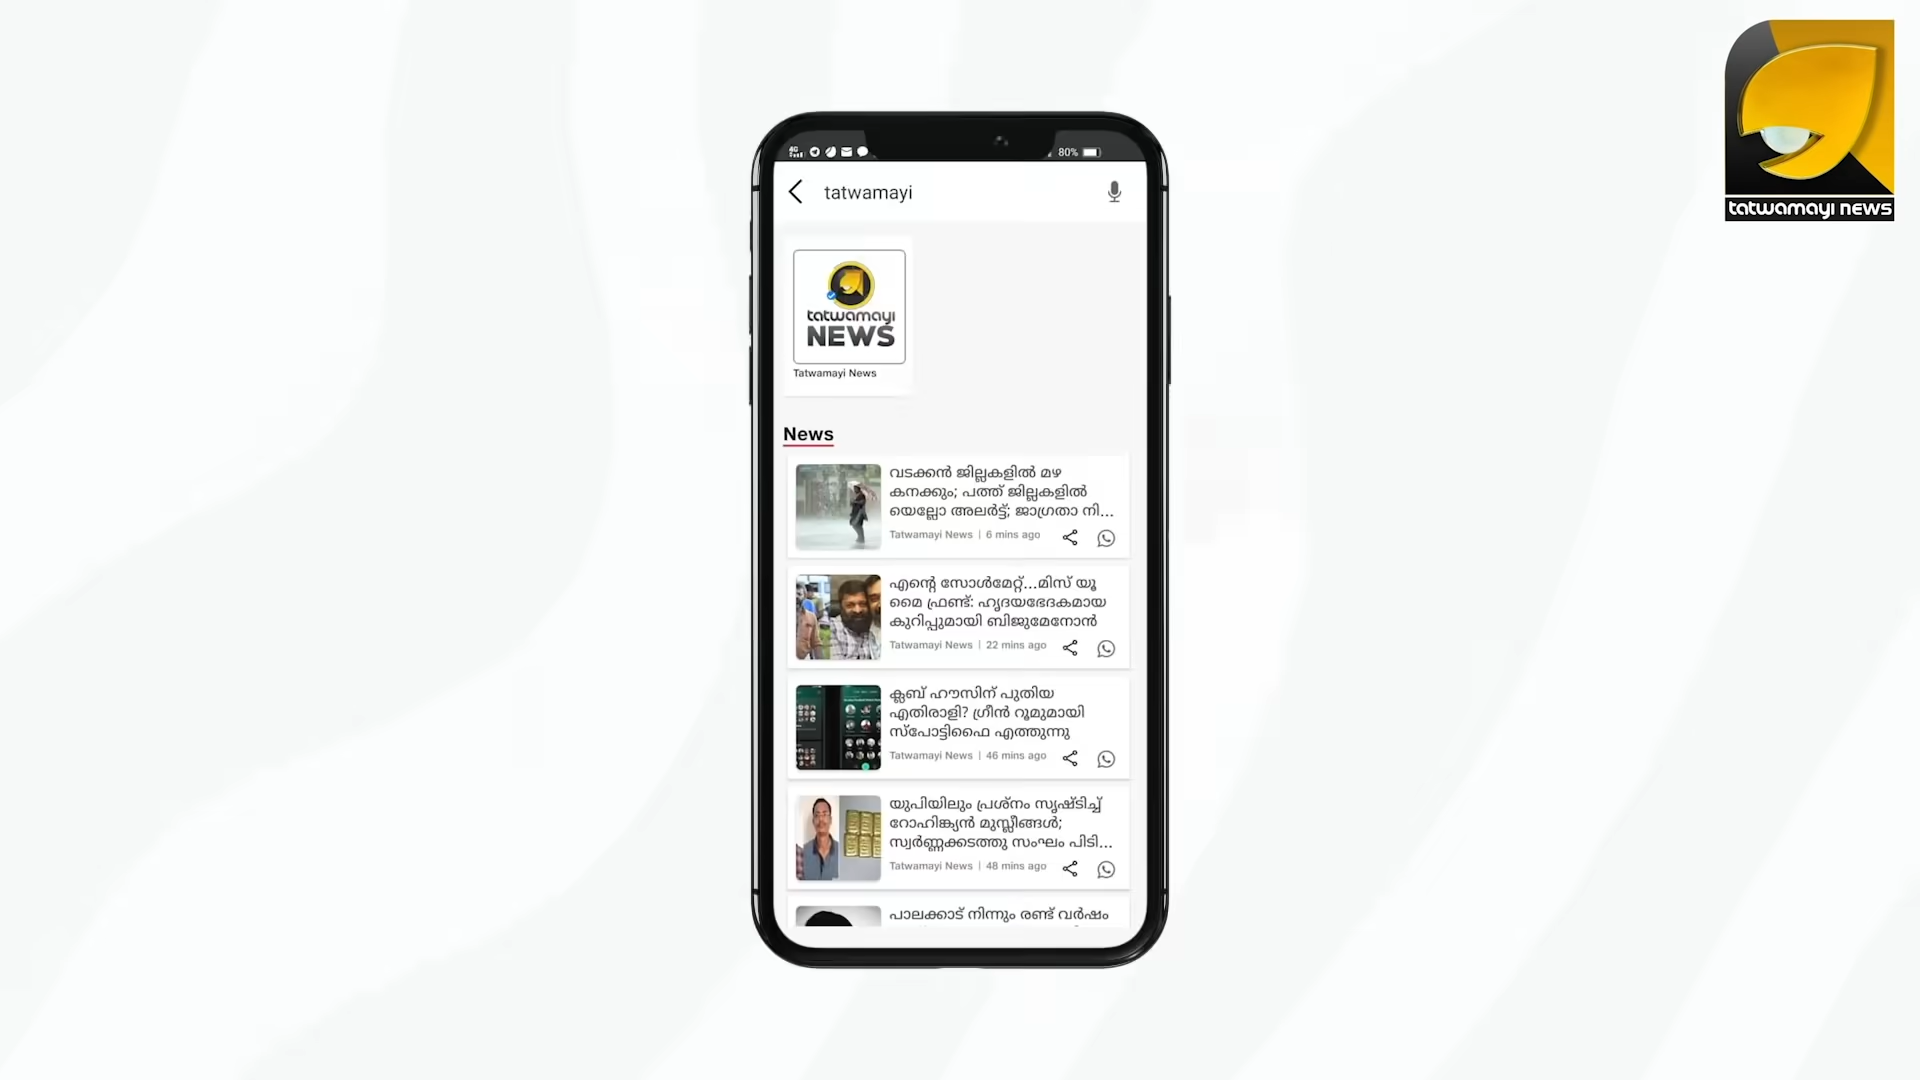 4G
80%
tatwamayi
tatwamayi
NEWS
Tatwamayi News
News
വടക്കൻ ജില്ലകളിൽ മഴ
കനക്കും; പത്ത് ജില്ലകളിൽ
യെല്ലോ അലർട്ട്; ജാഗ്രതാ നി...
Tatwamayi News | 6 mins ago
എന്റെ സോൾമേറ്റ്...മിസ് യൂ
മൈ ഫ്രണ്ട്: ഹൃദയഭേദകമായ
കുറിപ്പുമായി ബിജുമേനോൻ
Tatwamayi News | 22 mins ago
ക്ലബ് ഹൗസിന് പുതിയ
എതിരാളി? ഗ്രീൻ റൂമുമായി
സ്പോട്ടിഫൈ എത്തുന്നു
Tatwamayi News | 46 mins ago
യുപിയിലും പ്രശ്നം സൃഷ്ടിച്ച്
റോഹിങ്ക്യൻ മുസ്ലീങ്ങൾ;
സ്വർണ്ണക്കടത്തു സംഘം പിടി...
Tatwamayi News | 48 mins ago
പാലക്കാട് നിന്നും രണ്ട് വർഷം
tatwamayi NEWS